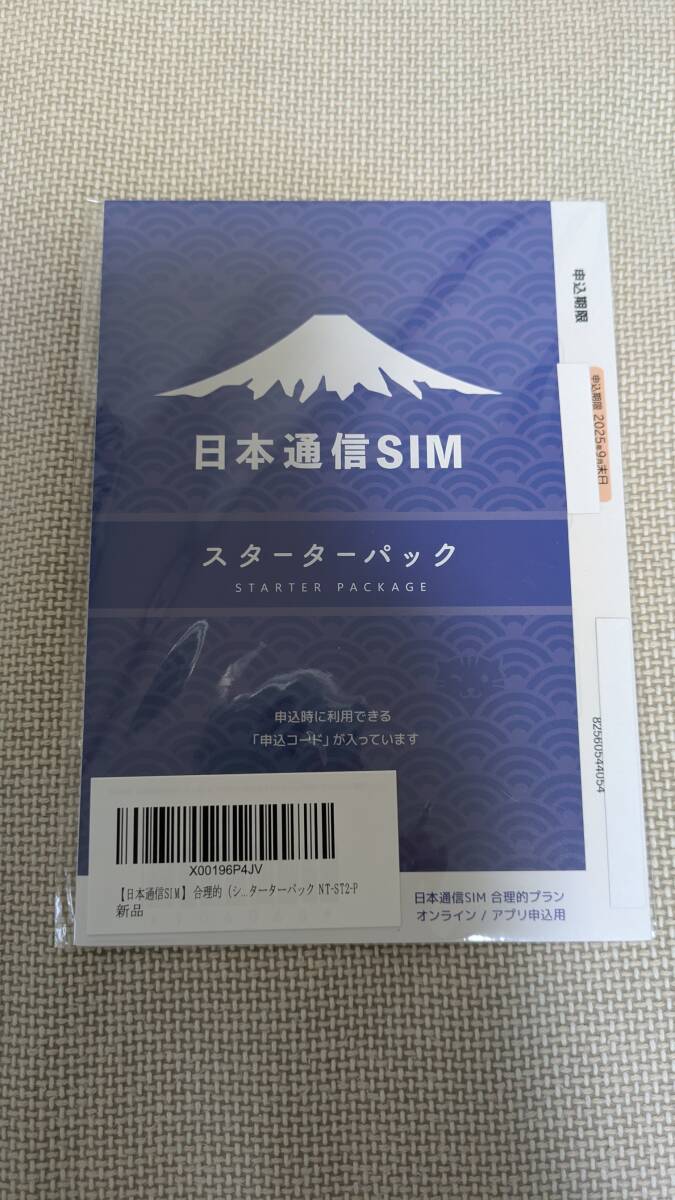 申込期限
申込期限 2025年9月末日
日本通信SIM
スターターパック
STARTER PACKAGE
申込時に利用できる
「申込コード」が入っています
82560544054
X00196P4JV
【日本通信SIM】 合理的 (シ...ターターパック NT-ST2-P
新品
日本通信SIM 合理的プラン
オンライン / アプリ申込用